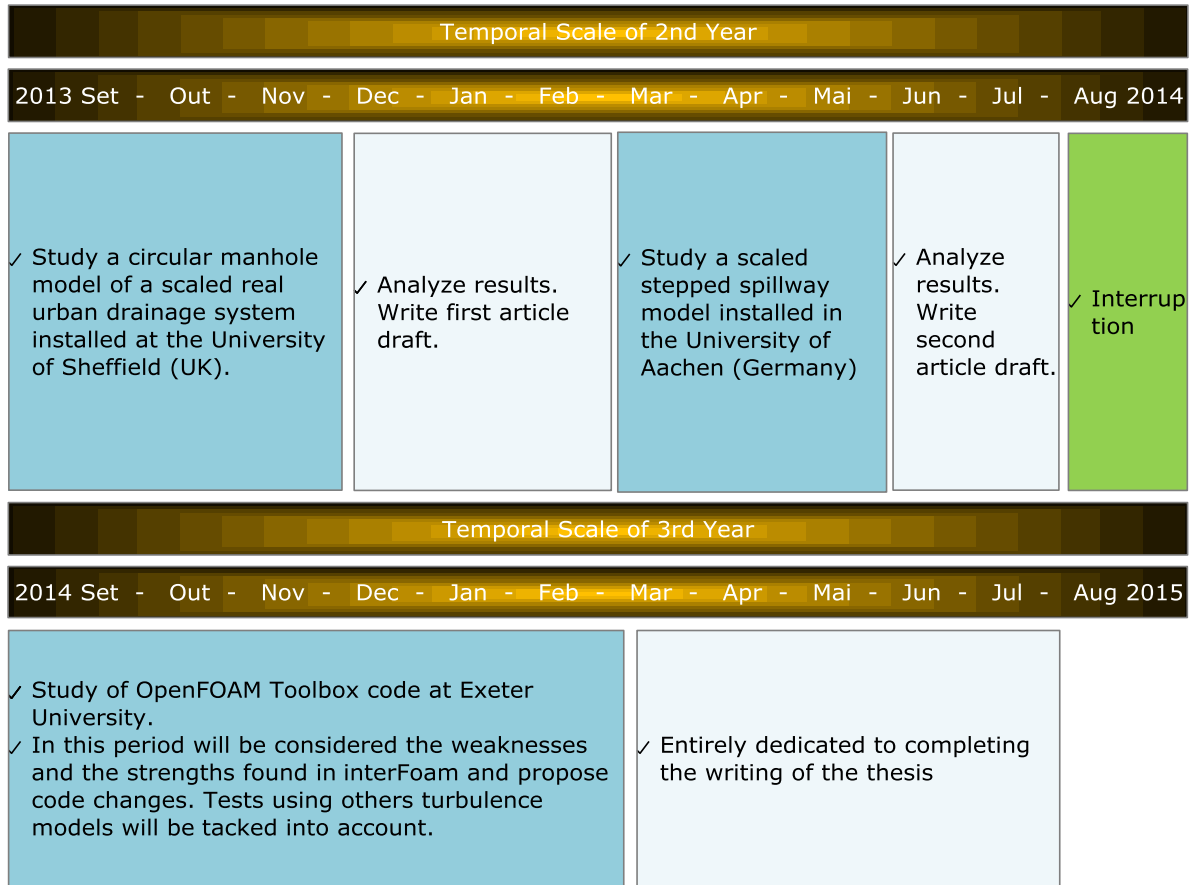 Temporal Scale of 2nd Year
2013 Set - Out - Nov - Dec - Jan - Feb - Mar - Apr - Mai - Jun - Jul - Aug 2014
✓ Study a circular manhole
model of a scaled real
urban drainage system
installed at the University
of Sheffield (UK).
✓ Analyze results.
Write first article
draft.
✓ Study a scaled
stepped spillway
model installed in
the University of
Aachen (Germany)
✓ Analyze
results.
Write
second
article draft.
✓ Interrup
tion
Temporal Scale of 3rd Year
2014 Set - Out - Nov - Dec - Jan - Feb - Mar - Apr - Mai - Jun - Jul - Aug 2015
✓ Study of OpenFOAM Toolbox code at Exeter
University.
✓ In this period will be considered the weaknesses
and the strengths found in interFoam and propose
code changes. Tests using others turbulence
models will be tacked into account.
✓ Entirely dedicated to completing
the writing of the thesis